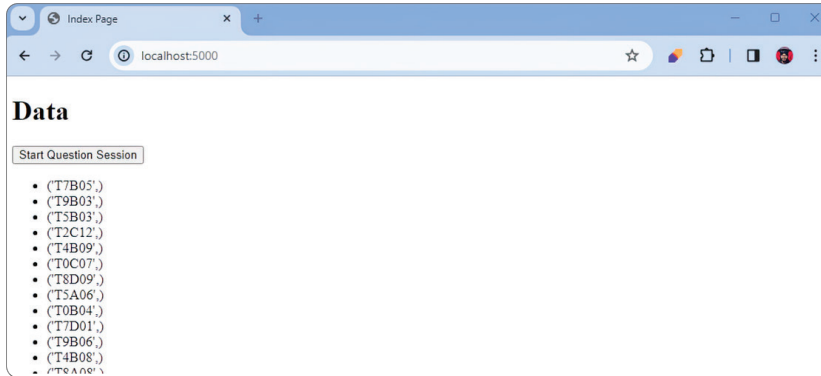 Index Page
localhost:5000
Data
Start Question Session
('T7B05',)
('T9B03',)
('T5B03',)
('T2C12',)
('T4B09',)
('T0C07',)
('T8D09',)
('T5A06',)
('T0B04',)
('T7D01',)
('T9B06',)
('T4B08',)
('T8A08',)